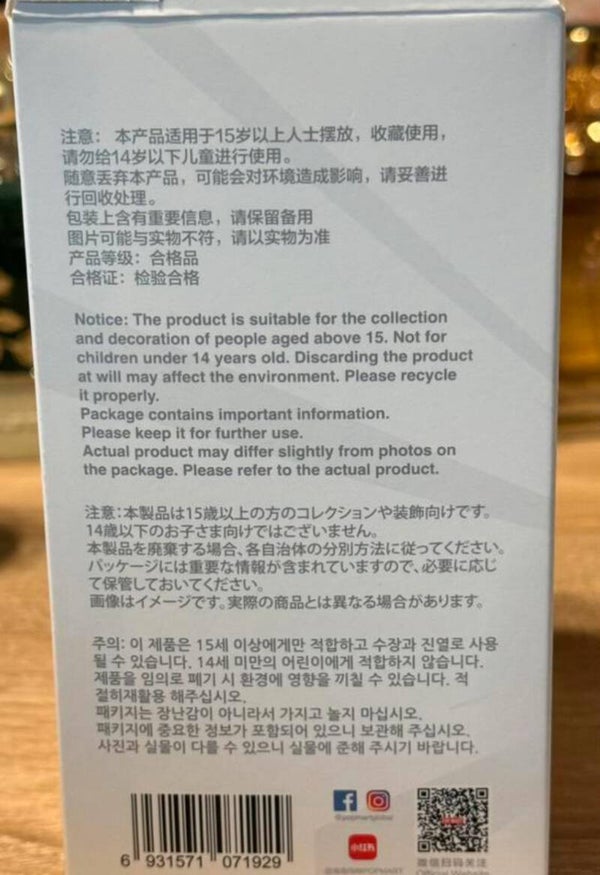 注意： 本产品适用于15岁以上人士摆放，收藏使用，
请勿给14岁以下儿童进行使用。
随意丢弃本产品，可能会对环境造成影响，请妥善进
行回收处理。
包装上含有重要信息，请保留备用
图片可能与实物不符，请以实物为准
产品等级：合格品
合格证：检验合格
Notice: The product is suitable for the collection
and decoration of people aged above 15. Not for
children under 14 years old. Discarding the product
at will may affect the environment. Please recycle
it properly.
Package contains important information.
Please keep it for further use.
Actual product may differ slightly from photos on
the package. Please refer to the actual product.
注意:本製品は15歳以上の方のコレクションや装飾向けです。
14歳以下のお子さま向けではございません。
本製品を廃棄する場合、各自治体の分別方法に従ってください。
パッケージには重要な情報が含まれていますので、必要に応じ
て保管しておいてください。
画像はイメージです。実際の商品とは異なる場合があります。
주의: 이 제품은 15세 이상에게만 적합하고 수장과 진열로 사용
될 수 있습니다. 14세 미만의 어린이에게 적합하지 않습니다.
제품을 임의로 폐기 시 환경에 영향을 끼칠 수 있습니다. 적
절히재활용 해주십시오.
패키지는 장난감이 아니라서 가지고 놀지 마십시오.
패키지에 중요한 정보가 포함되어 있으니 보관해 주십시오.
사진과 실물이 다를 수 있으니 실물에 준해 주시기 바랍니다.
@popmartglobal
小红书
微信扫码关注
Official Website
6 931571 071929